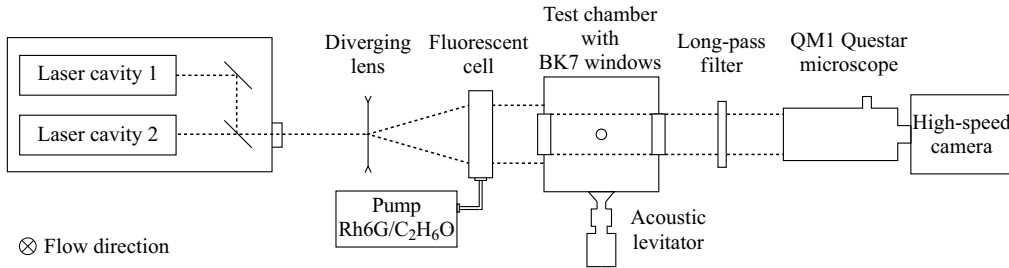 Laser cavity 1
Laser cavity 2
Diverging
lens
Fluorescent
cell
Test chamber
with
BK7 windows
Long-pass
filter
QM1 Questar
microscope
High-speed
camera
Pump
Rh6G/C₂H₆O
Acoustic
levitator
⊗ Flow direction